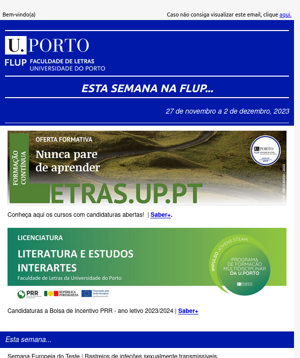 Bem-vindo(a)
Caso não consiga visualizar este email, clique aqui.
U.PORTO
FLUP FACULDADE DE LETRAS
UNIVERSIDADE DO PORTO
ESTA SEMANA NA FLUP...
27 de novembro a 2 de dezembro, 2023
FORMAÇÃO
CONTÍNUA
OFERTA FORMATIVA
Nunca pare
de aprender
LETRAS.UP.PT
Conheça aqui os cursos com candidaturas abertas! | Saber+.
LICENCIATURA
LITERATURA E ESTUDOS
INTERARTES
Faculdade de Letras da Universidade do Porto
PROGRAMA
DE FORMAÇÃO
MULTIDISCIPLINAR
DA U.PORTO
PRR
Candidaturas a Bolsa de Incentivo PRR - ano letivo 2023/2024 | Saber+
Esta semana...
Semana Europeia do Teste | Rastreios de infeções sexualmente transmissíveis